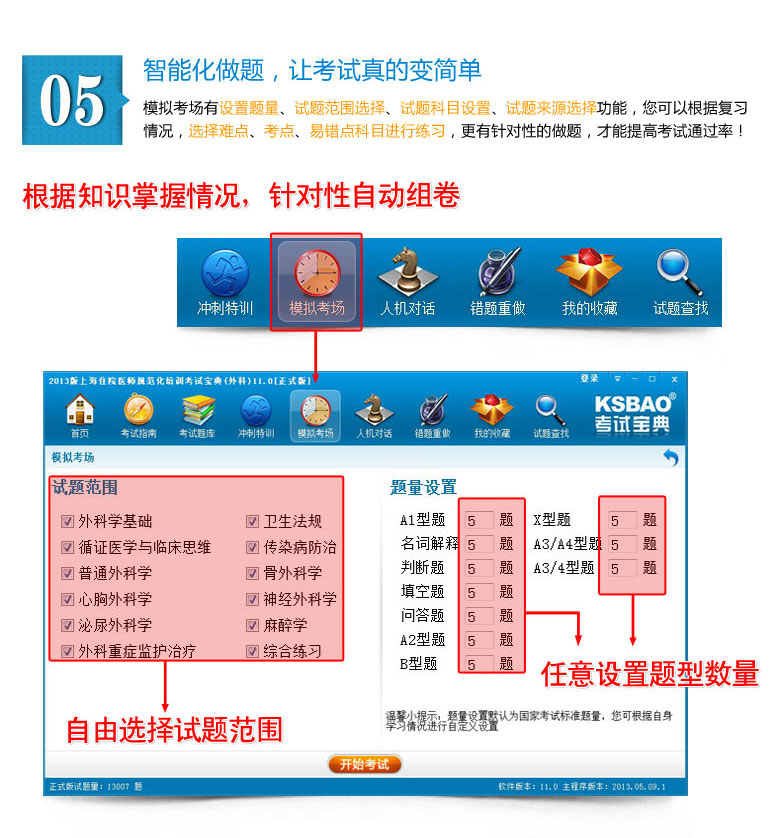 05
智能化做题，让考试真的变简单
模拟考场有设置题量、试题范围选择、试题科目设置、试题来源选择功能，您可以根据复习
情况，选择难点、考点、易错点科目进行练习，更有针对性的做题，才能提高考试通过率！
根据知识掌握情况，针对性自动组卷
冲刺特训 模拟考场 人机对话 错题重做 我的收藏 试题查找
2013版上海住院医师规范化培训考试宝典(外科)11.0[正式版] 登录
首页 考试指南 考试题库 冲刺特训 模拟考场 人机对话 错题重做 我的收藏 试题查找
KSBAO®
考试宝典
模拟考场
试题范围
外科学基础 卫生法规
循证医学与临床思维 传染病防治
普通外科学 骨外科学
心胸外科学 神经外科学
泌尿外科学 麻醉学
外科重症监护治疗 综合练习
自由选择试题范围
题量设置
A1型题 5 题 X型题 5 题
名词解释 5 题 A3/A4型题 5 题
判断题 5 题 A3/4型题 5 题
填空题 5 题
问答题 5 题
A2型题 5 题
B型题 5 题
任意设置题型数量
温馨小提示，题量设置默认为国家考试标准题量，您可根据自身
学习情况进行自定义设置
开始考试
正式版试题量：13007 题 软件版本：11.0 主程序版本：2013.05.09.1